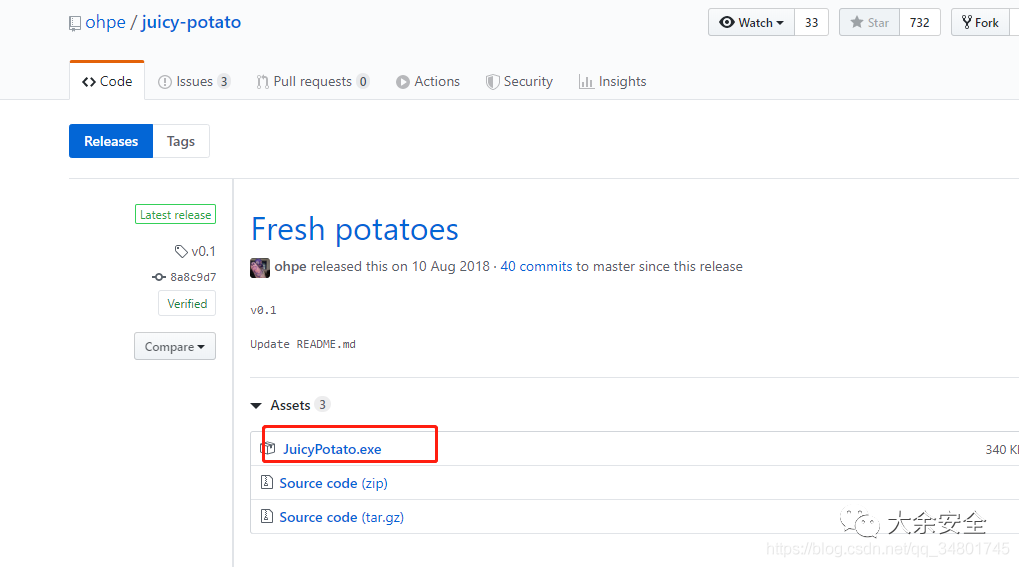 ohpe / juicy-potato
Watch 33 Star 732 Fork
Code Issues 3 Pull requests 0 Actions Security Insights
Releases Tags
Latest release
v0.1
8a8c9d7
Verified
Compare
Fresh potatoes
ohpe released this on 10 Aug 2018 · 40 commits to master since this release
v0.1
Update README.md
Assets 3
JuicyPotato.exe 340
Source code (zip)
Source code (tar.gz)
大余安全
https://blog.csdn.net/qq_34801745